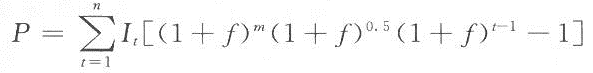 P = \sum_{t=1}^{n} I_t[(1+f)^m(1+f)^{0.5}(1+f)^{t-1}-1]